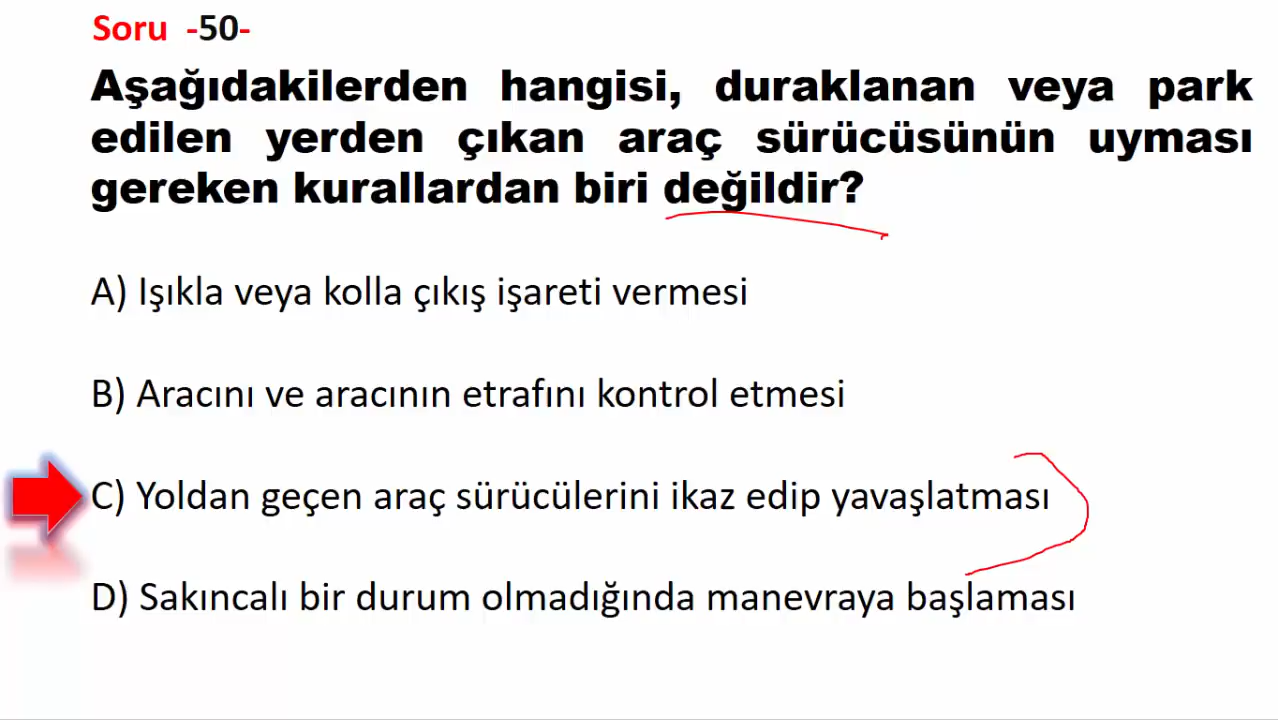 Soru -50-
Aşağıdakilerden hangisi, duraklanan veya park
edilen yerden çıkan araç sürücüsünün uyması
gereken kurallardan biri değildir?
A) Işıkla veya kolla çıkış işareti vermesi
B) Aracını ve aracının etrafını kontrol etmesi
C) Yoldan geçen araç sürücülerini ikaz edip yavaşlatması
D) Sakıncalı bir durum olmadığında manevraya başlaması